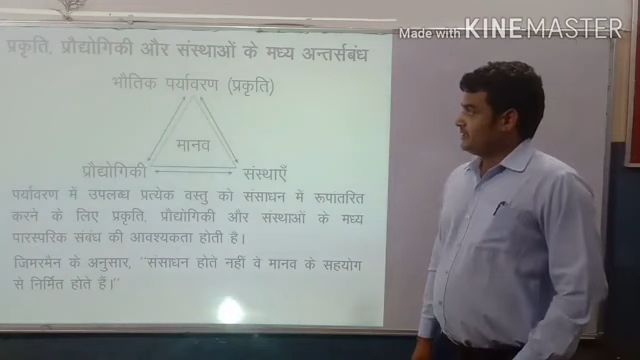 Made with KINEMASTER
प्रकृति, प्रौद्योगिकी और संस्थाओं के मध्य अन्तर्सबंध
भौतिक पर्यावरण (प्रकृति)
मानव
प्रौद्योगिकी संस्थाएँ
पर्यावरण में उपलब्ध प्रत्येक वस्तु को संसाधन में रूपातरित
करने के लिए प्रकृति, प्रौद्योगिकी और संस्थाओं के मध्य
पारस्परिक संबंध की आवश्यकता होती है।
जिमरमैन के अनुसार, "संसाधन होते नहीं वे मानव के सहयोग
से निर्मित होते हैं।"